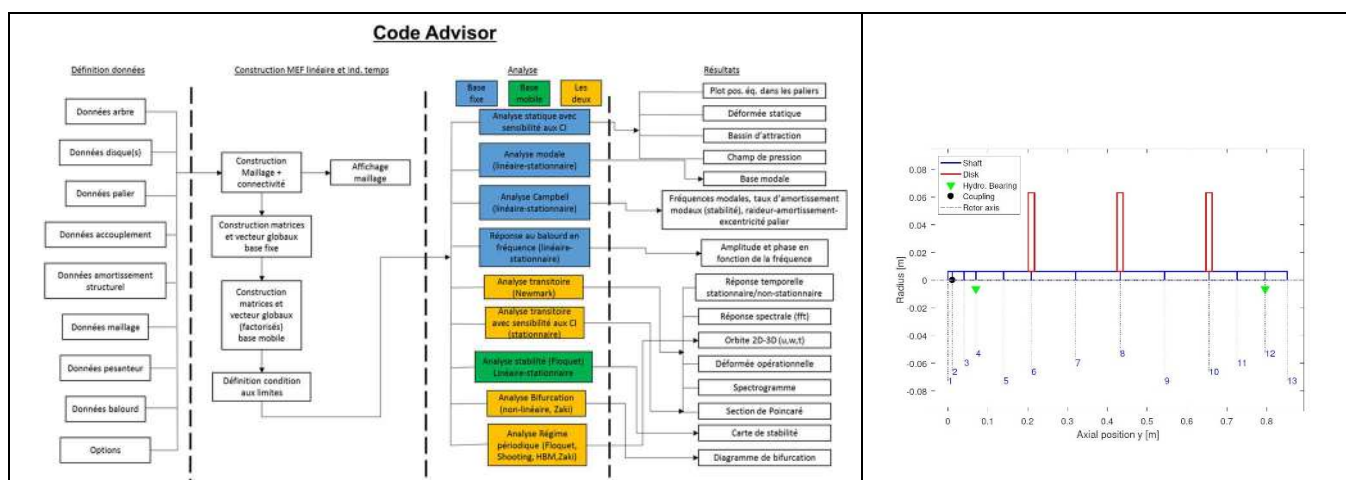 Code Advisor
Définition données
Données arbre
Données disque(s)
Données palier
Données accouplement
Données amortissement
structurel
Données maillage
Données pesanteur
Données balourd
Options
Construction MEF linéaire et ind. temps
Construction
Maillage +
connectivité
Affichage
maillage
Construction matrices
et vecteur globaux
base fixe
Construction
matrices et
vecteur globaux
(factorisés)
base mobile
Définition condition
aux limites
Analyse
Base
fixe
Base
mobile
Les
deux
Analyse statique avec
sensibilité aux CI
Analyse modale
(linéaire-stationnaire)
Analyse Campbell
(linéaire-stationnaire)
Réponse au balourd en
fréquence (linéaire-
stationnaire)
Analyse transitoire
(Newmark)
Analyse transitoire
avec sensibilité aux CI
(stationnaire)
Analyse stabilité (Floquet)
Linéaire-stationnaire
Analyse Bifurcation
(non-linéaire, Zaki)
Analyse Régime
périodique (Floquet,
Shooting, HBM,Zaki)
Résultats
Plot pos. éq. dans les paliers
Déformée statique
Bassin d'attraction
Champ de pression
Base modale
Fréquences modales, taux d'amortissement
modaux (stabilité), raideur-amortissement-
excentricité palier
Amplitude et phase en
fonction de la fréquence
Réponse temporelle
stationnaire/non-stationnaire
Réponse spectrale (fft)
Orbite 2D-3D (u,w,t)
Déformée opérationnelle
Spectrogramme
Section de Poincaré
Carte de stabilité
Diagramme de bifurcation
Shaft
Disk
Hydro. Bearing
Coupling
Rotor axis
Radius [m]
0.08
0.06
0.04
0.02
0
-0.02
-0.04
-0.06
-0.08
1
2
3
4
5
6
7
8
9
10
11
12
13
0 0.1 0.2 0.3 0.4 0.5 0.6 0.7 0.8
Axial position y [m]